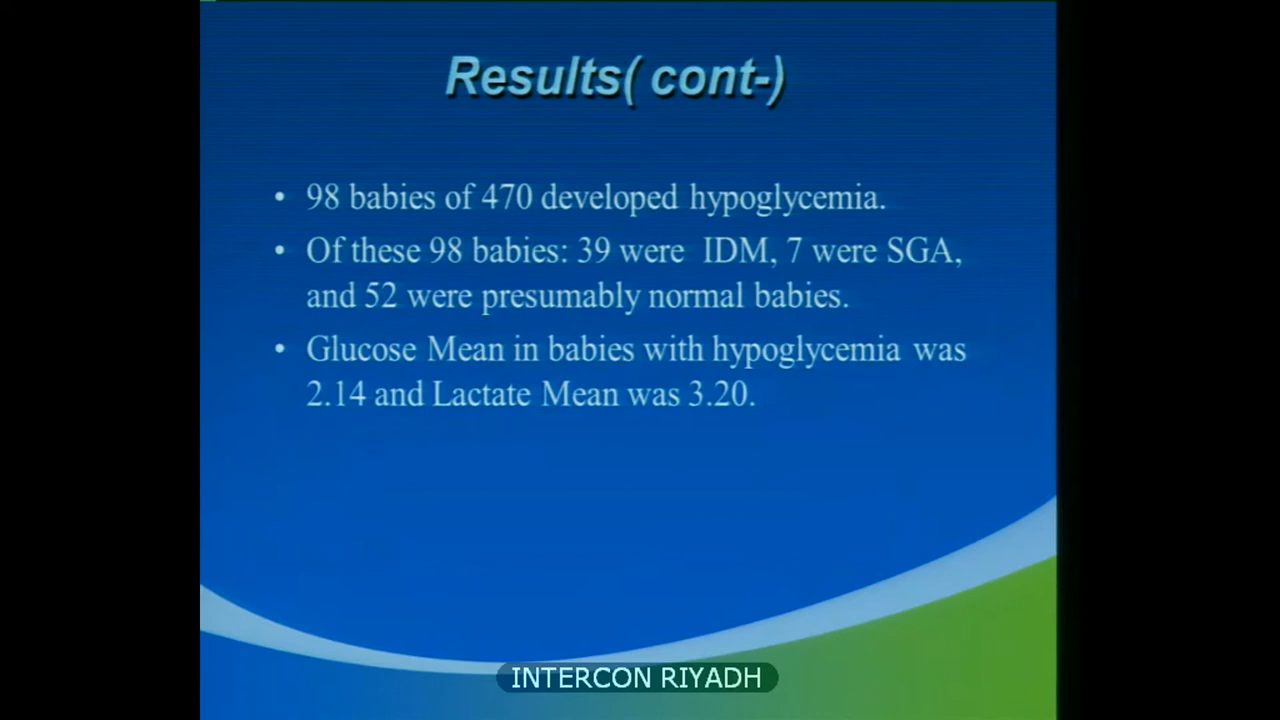 Results( cont-)
• 98 babies of 470 developed hypoglycemia.
• Of these 98 babies: 39 were IDM, 7 were SGA,
and 52 were presumably normal babies.
• Glucose Mean in babies with hypoglycemia was
2.14 and Lactate Mean was 3.20.
INTERCON RIYADH